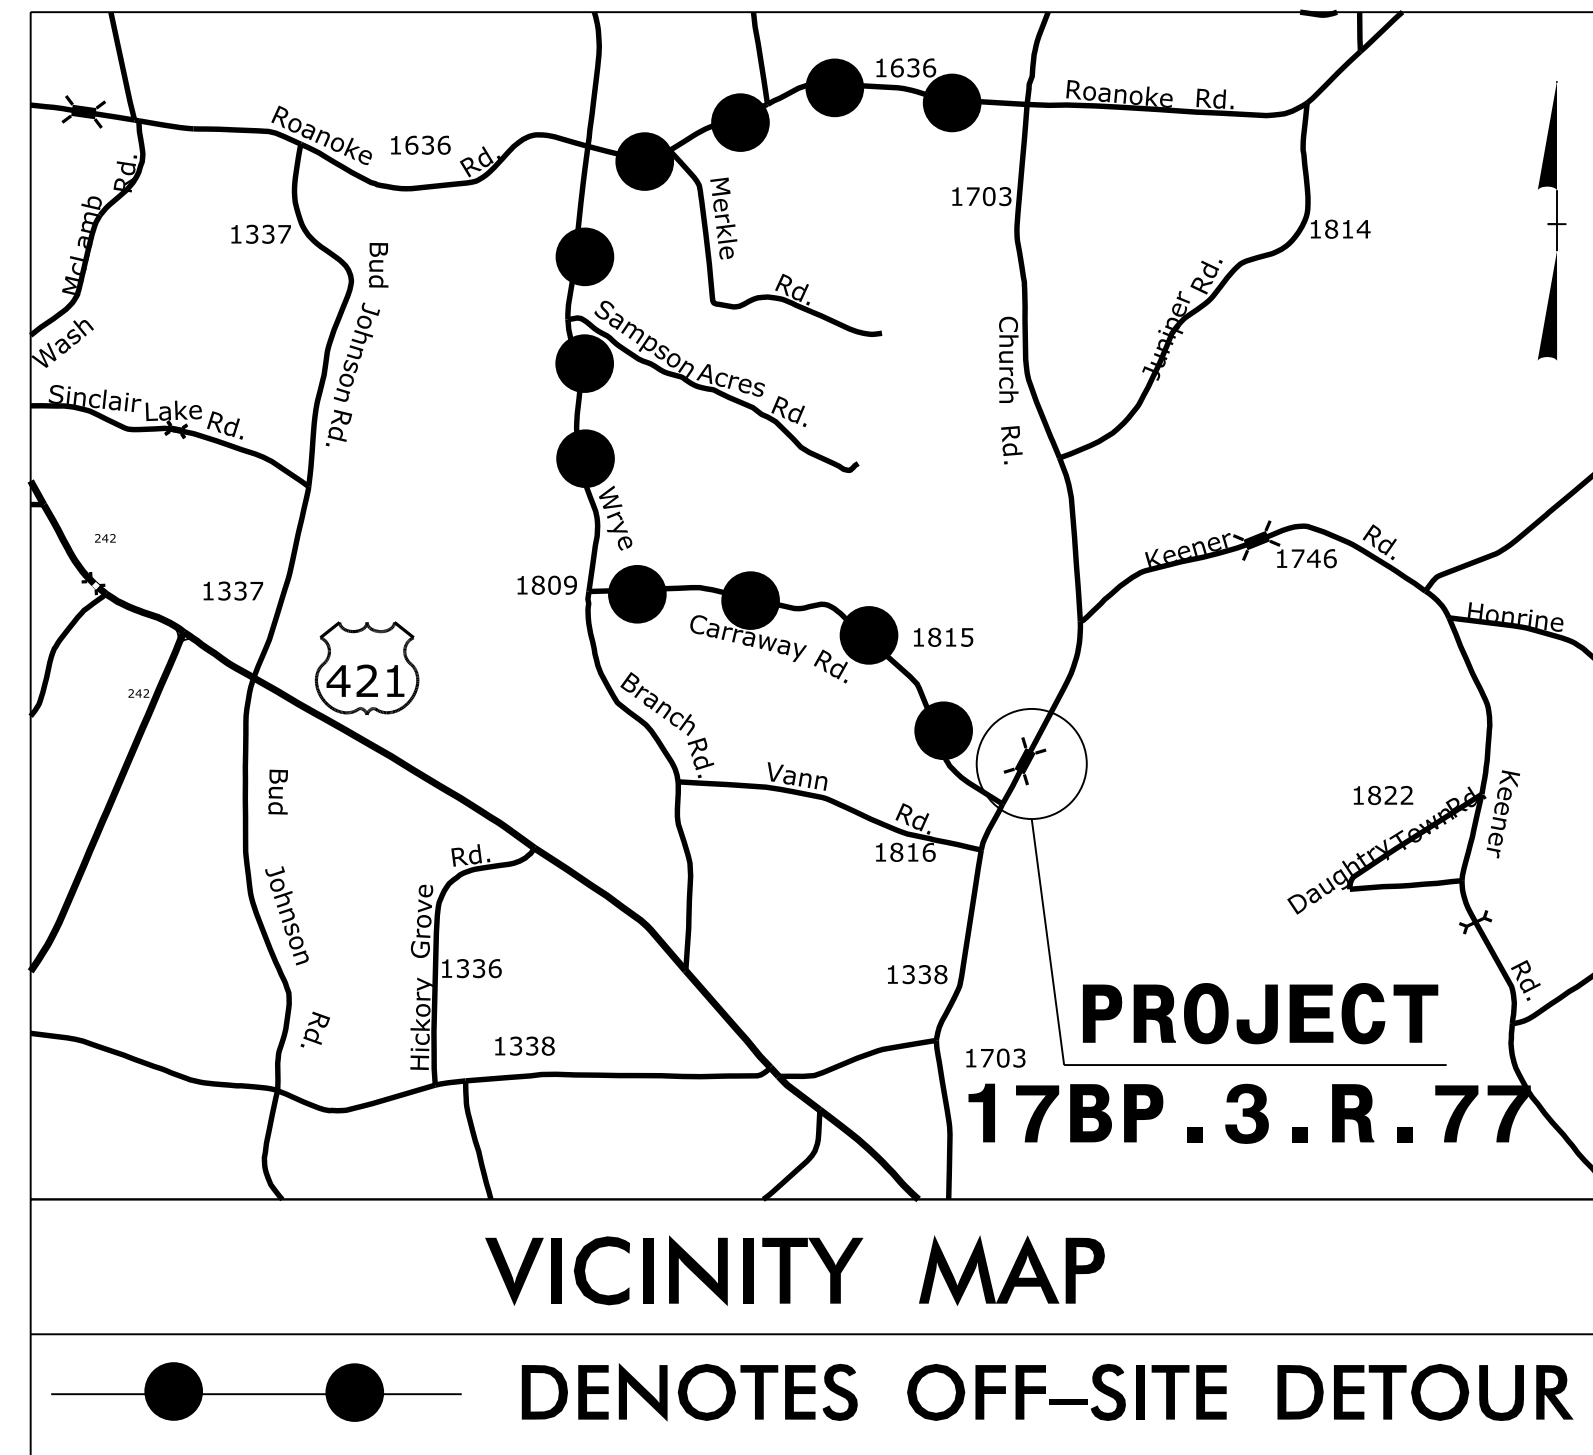 1636
Roanoke Rd.
Roanoke
1636
Rd.
McLamb Rd.
1337
Bud Johnson Rd.
Merkle
Rd.
1703
1814
Juniper Rd.
Wash
Sampson Acres Rd.
Church Rd.
Sinclair Lake Rd.
Wrye
242
1337
1809
Keener
1746
Rd.
Honrine
Carraway Rd.
1815
421
242
Branch Rd.
Vann
Rd.
1816
Bud
Johnson
Rd.
1822
Daughtry Town Rd.
Keener
Rd.
Rd.
Hickory Grove
1336
1338
1338
1703
PROJECT
17BP.3.R.77
VICINITY MAP
DENOTES OFF–SITE DETOUR